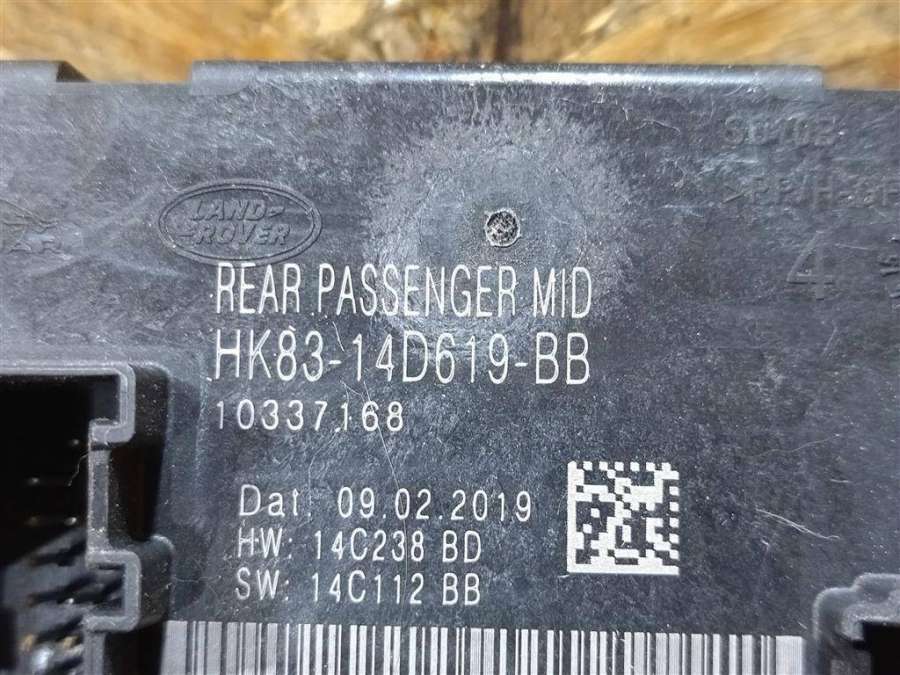 LAND
ROVER
REAR PASSENGER MID
HK83-14D619-BB
10337168
4
Dat: 09.02.2019
HW: 14C238 BD
SW: 14C112 BB